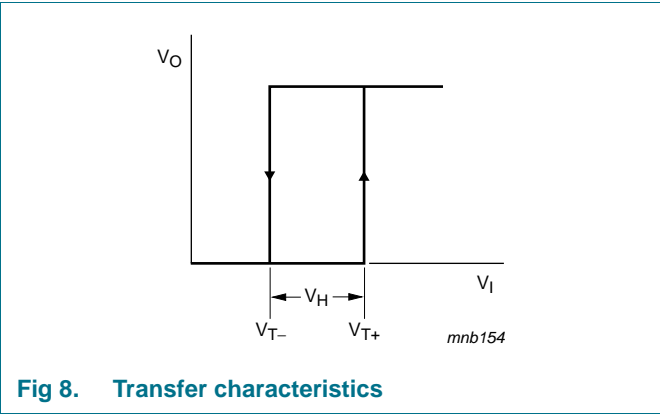 VO
VI
VH
VT−
VT+
mnb154
Fig 8. Transfer characteristics